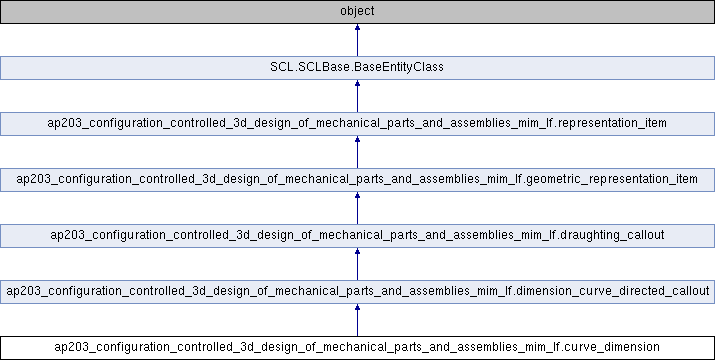 object
SCL.SCLBase.BaseEntityClass
ap203_configuration_controlled_3d_design_of_mechanical_parts_and_assemblies_mim_lf.representation_item
ap203_configuration_controlled_3d_design_of_mechanical_parts_and_assemblies_mim_lf.geometric_representation_item
ap203_configuration_controlled_3d_design_of_mechanical_parts_and_assemblies_mim_lf.draughting_callout
ap203_configuration_controlled_3d_design_of_mechanical_parts_and_assemblies_mim_lf.dimension_curve_directed_callout
ap203_configuration_controlled_3d_design_of_mechanical_parts_and_assemblies_mim_lf.curve_dimension